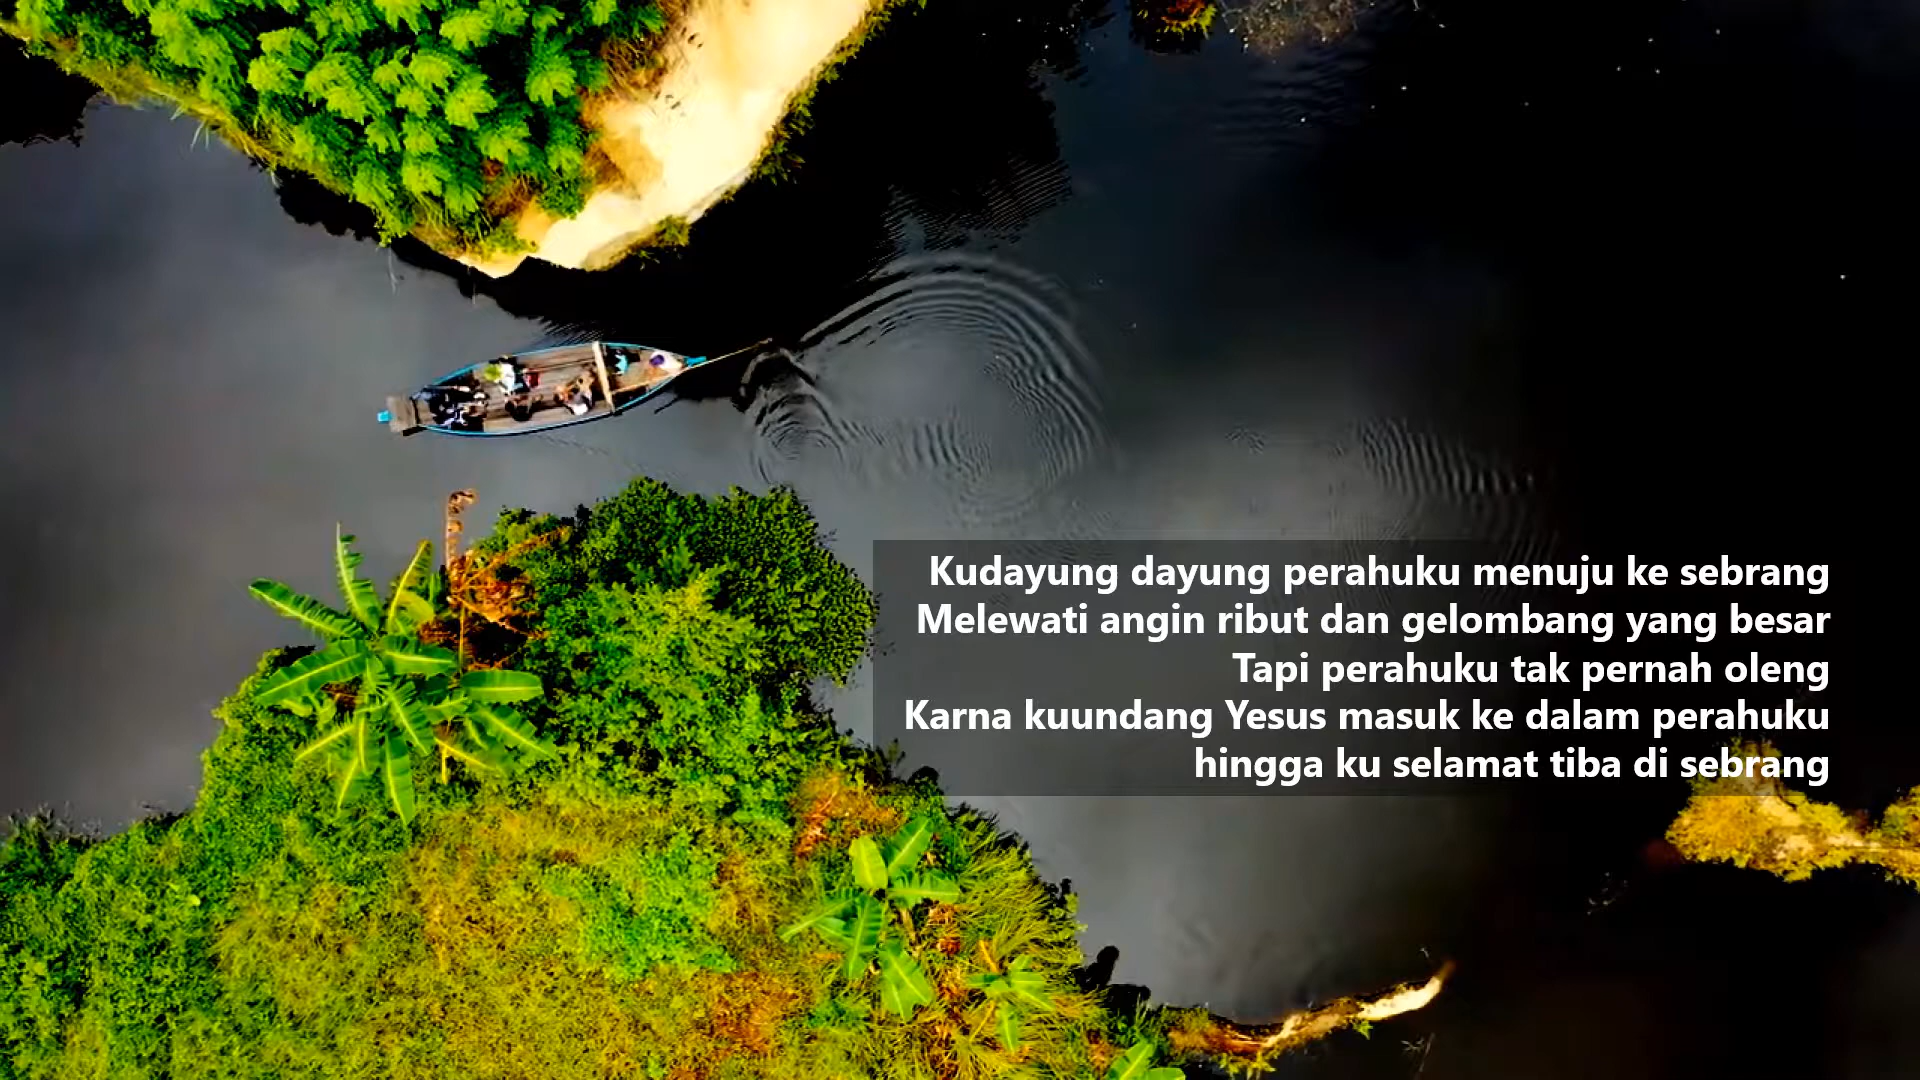 Kudayung dayung perahuku menuju ke sebrang
Melewati angin ribut dan gelombang yang besar
Tapi perahuku tak pernah oleng
Karna kuundang Yesus masuk ke dalam perahuku
hingga ku selamat tiba di sebrang